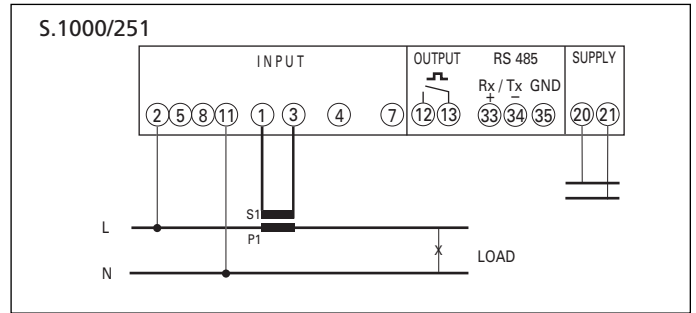 S.1000/251
INPUT OUTPUT RS 485 SUPPLY
Rx / Tx GND
+ −
2 5 8 11 1 3 4 7 12 13 33 34 35 20 21
S1
L
P1
X LOAD
N